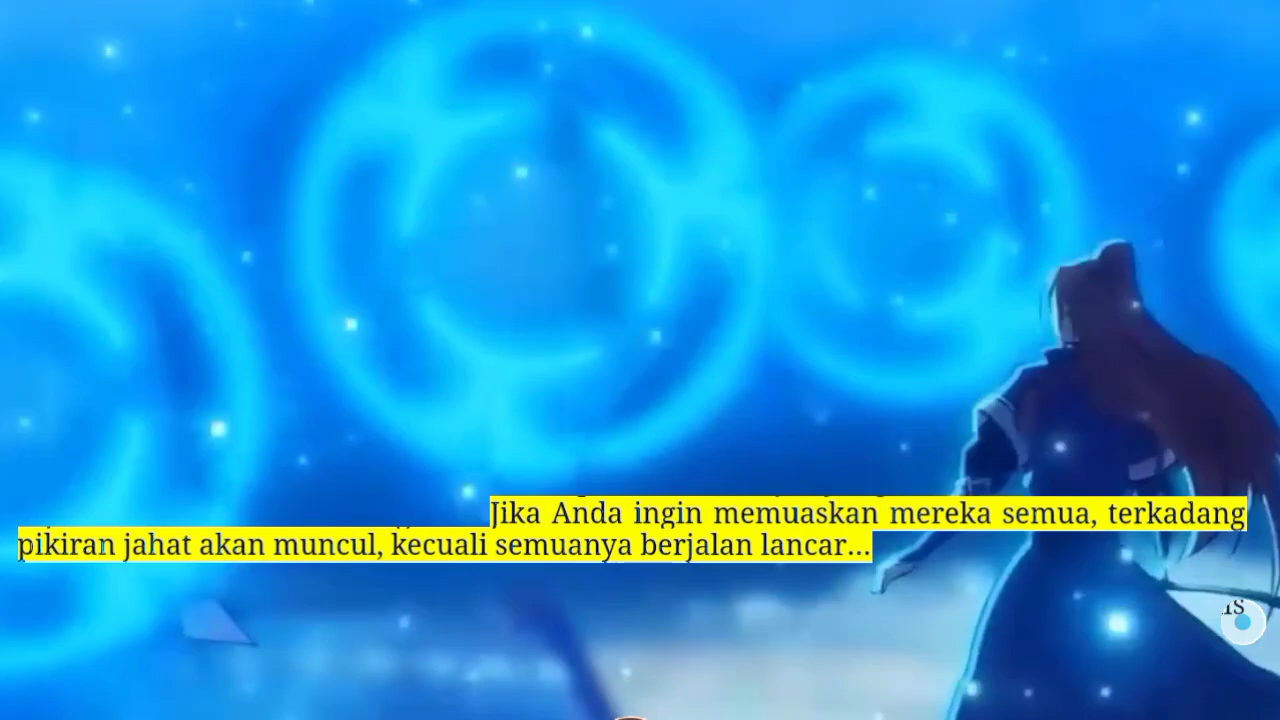 Jika Anda ingin memuaskan mereka semua, terkadang
pikiran jahat akan muncul, kecuali semuanya berjalan lancar...